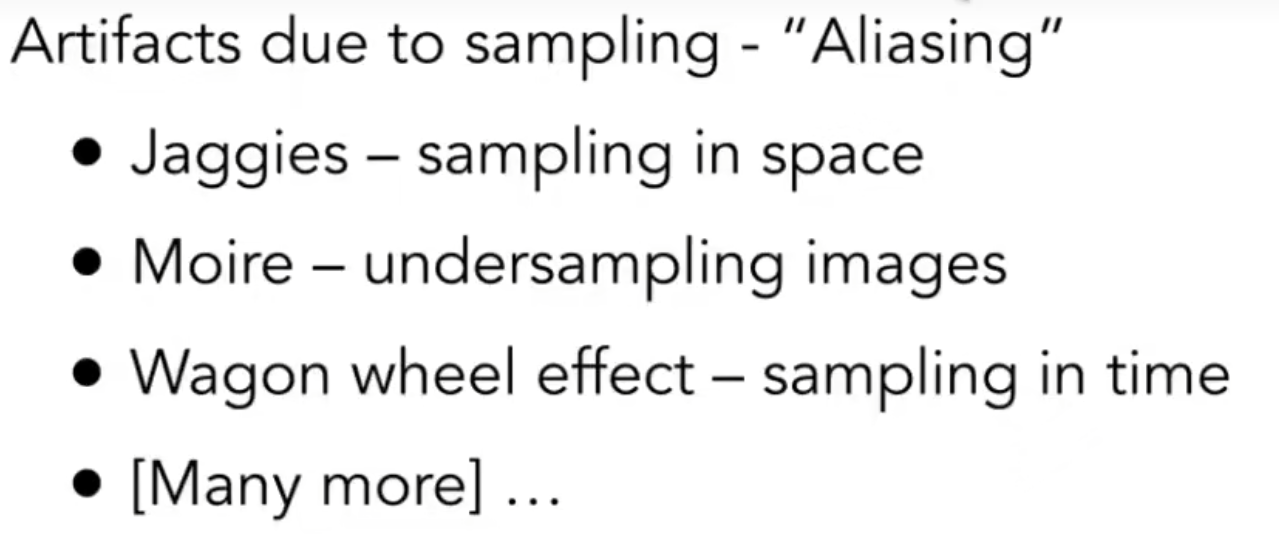 Artifacts due to sampling - “Aliasing”
● Jaggies – sampling in space
● Moire – undersampling images
● Wagon wheel effect – sampling in time
● [Many more] …